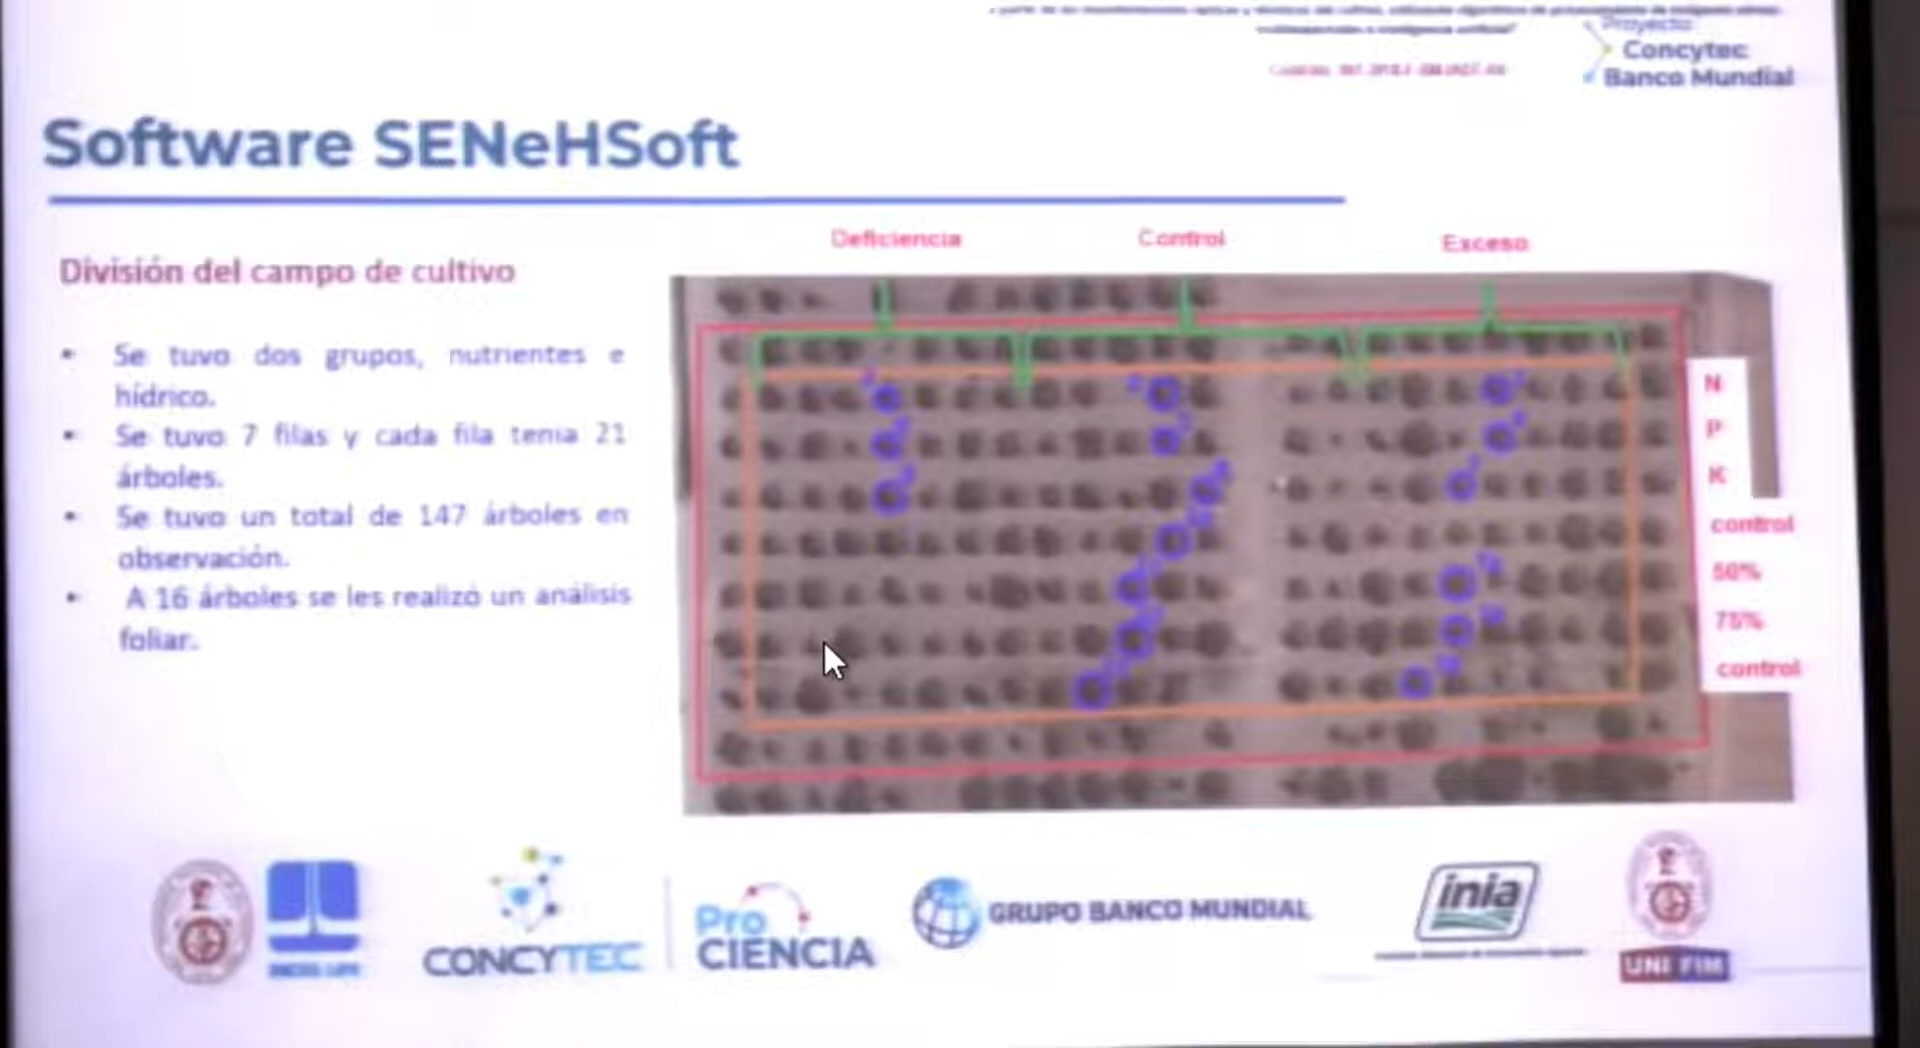 Proyecto
Concytec
Banco Mundial
Software SENeHSoft
División del campo de cultivo
• Se tuvo dos grupos, nutrientes e
hídrico.
• Se tuvo 7 filas y cada fila tenia 21
árboles.
• Se tuvo un total de 147 árboles en
observación.
• A 16 árboles se les realizó un análisis
foliar.
Deficiencia Control Exceso
N
P
K
control
50%
75%
control
CONCYTEC
Pro
CIENCIA
GRUPO BANCO MUNDIAL
inia
UNI FIM